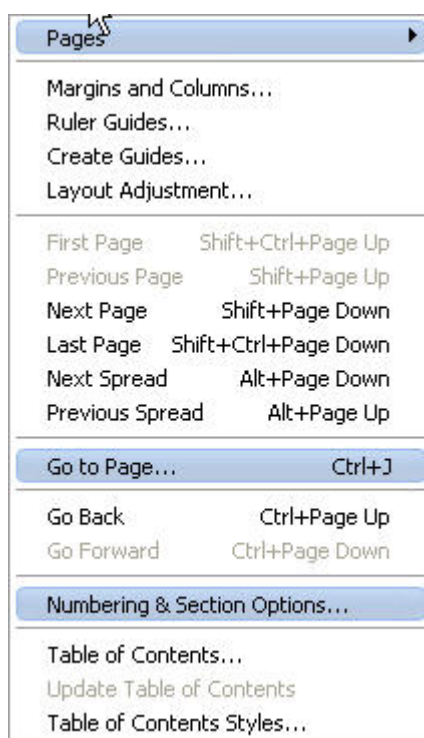 Pages
Margins and Columns...
Ruler Guides...
Create Guides...
Layout Adjustment...
First Page Shift+Ctrl+Page Up
Previous Page Shift+Page Up
Next Page Shift+Page Down
Last Page Shift+Ctrl+Page Down
Next Spread Alt+Page Down
Previous Spread Alt+Page Up
Go to Page... Ctrl+J
Go Back Ctrl+Page Up
Go Forward Ctrl+Page Down
Numbering & Section Options...
Table of Contents...
Update Table of Contents
Table of Contents Styles...